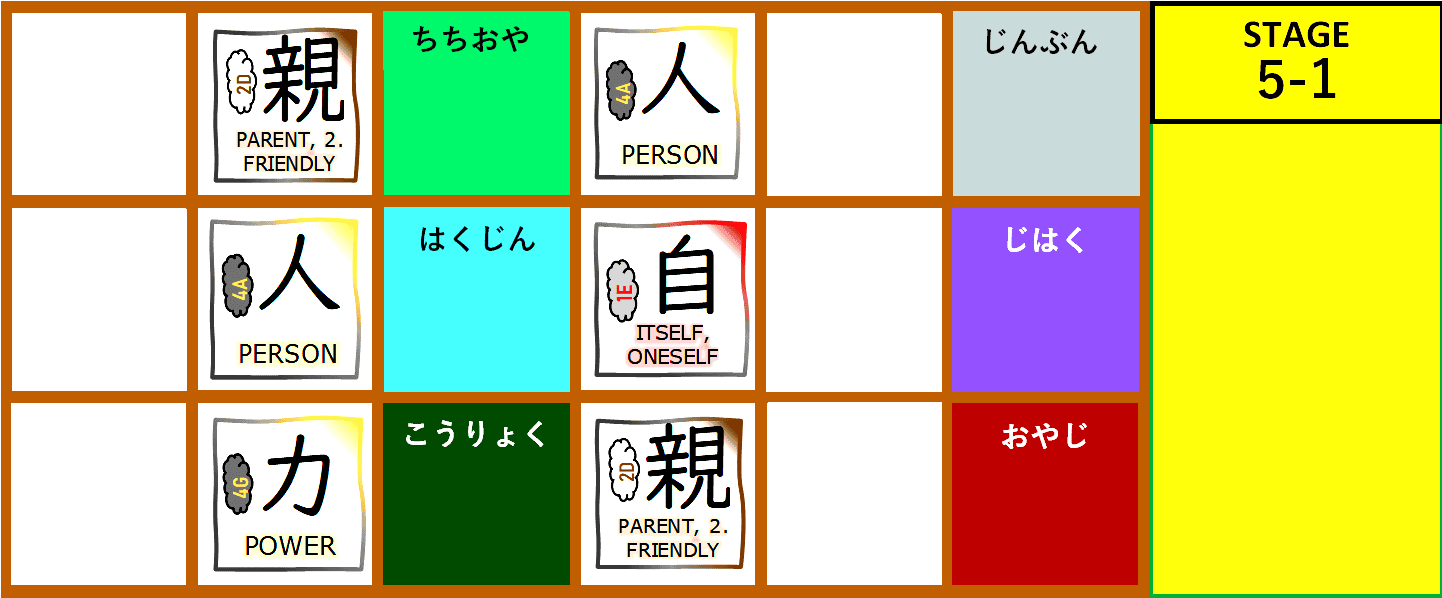 2D
親
PARENT, 2.
FRIENDLY
ちちおや
4A
人
PERSON
じんぶん
STAGE
5-1
4A
人
PERSON
はくじん
1E
自
ITSELF,
ONESELF
じはく
4G
力
POWER
こうりょく
2D
親
PARENT, 2.
FRIENDLY
おやじ